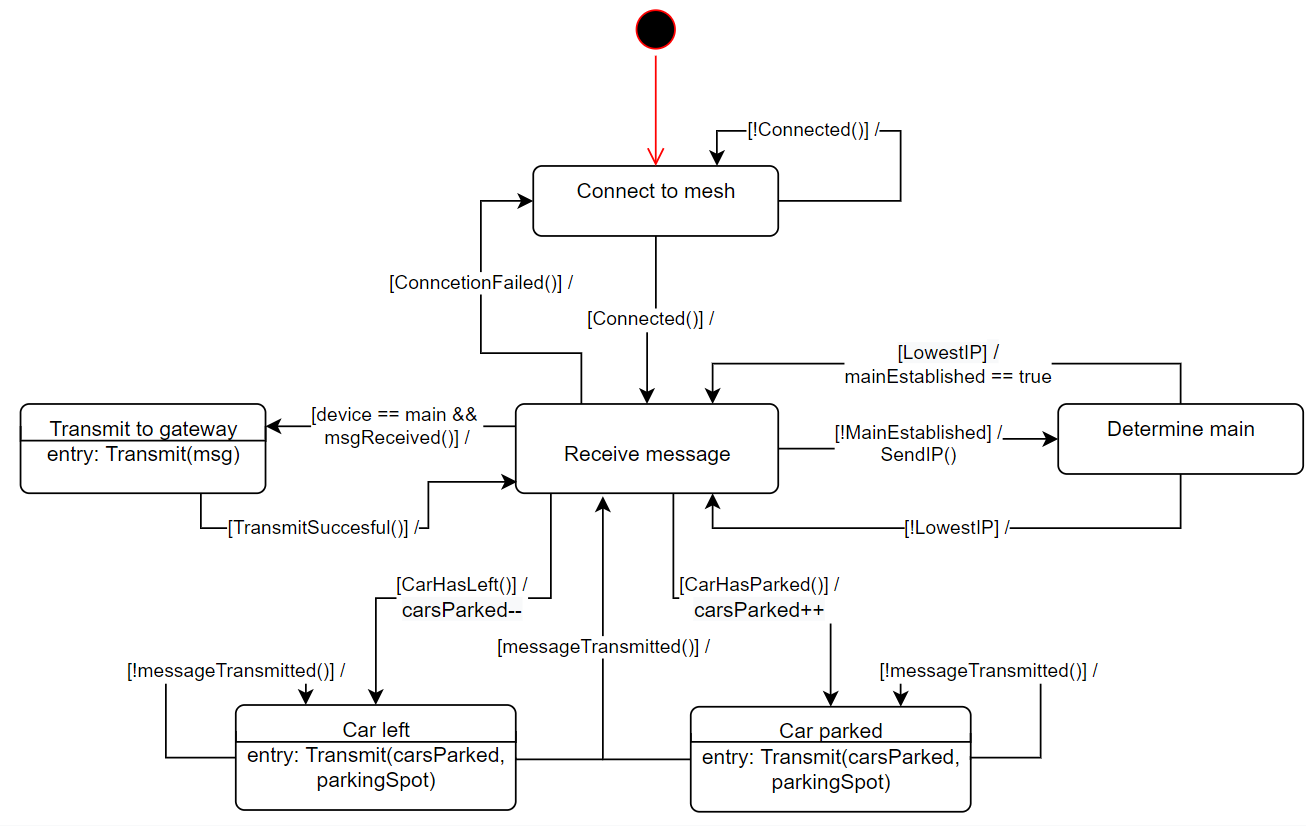 [!Connected()] /
Connect to mesh
[ConncetionFailed()] /
[Connected()] /
[LowestIP] /
mainEstablished == true
[device == main &&
msgReceived()] /
Transmit to gateway
entry: Transmit(msg)
Receive message
[!MainEstablished] /
SendIP()
Determine main
[TransmitSuccesful()] /
[!LowestIP] /
[CarHasLeft()] /
carsParked--
[CarHasParked()] /
carsParked++
[messageTransmitted()] /
[!messageTransmitted()] /
[!messageTransmitted()] /
Car left
entry: Transmit(carsParked,
parkingSpot)
Car parked
entry: Transmit(carsParked,
parkingSpot)